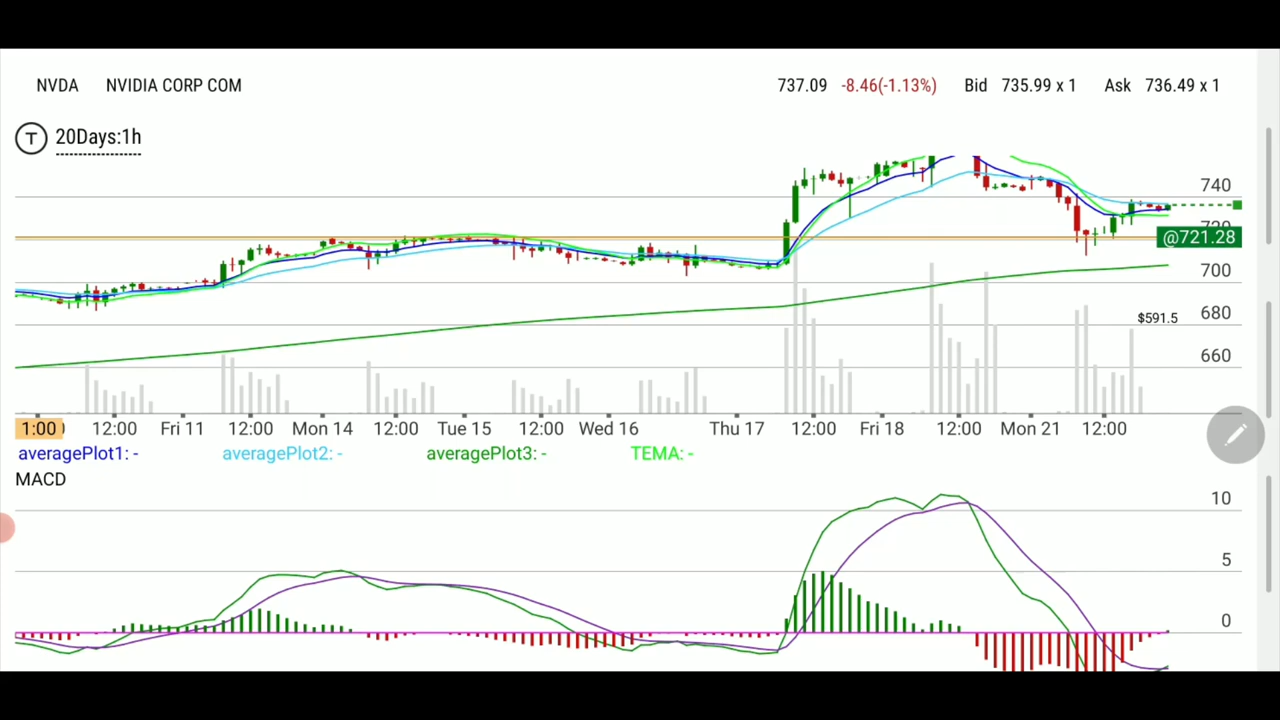 NVDA NVIDIA CORP COM 737.09 -8.46(-1.13%) Bid 735.99 x 1 Ask 736.49 x 1
T 20Days:1h
740
@721.28
700
680
$591.5
660
1:00 12:00 Fri 11 12:00 Mon 14 12:00 Tue 15 12:00 Wed 16 Thu 17 12:00 Fri 18 12:00 Mon 21 12:00
averagePlot1: - averagePlot2: - averagePlot3: - TEMA: -
MACD
10
5
0